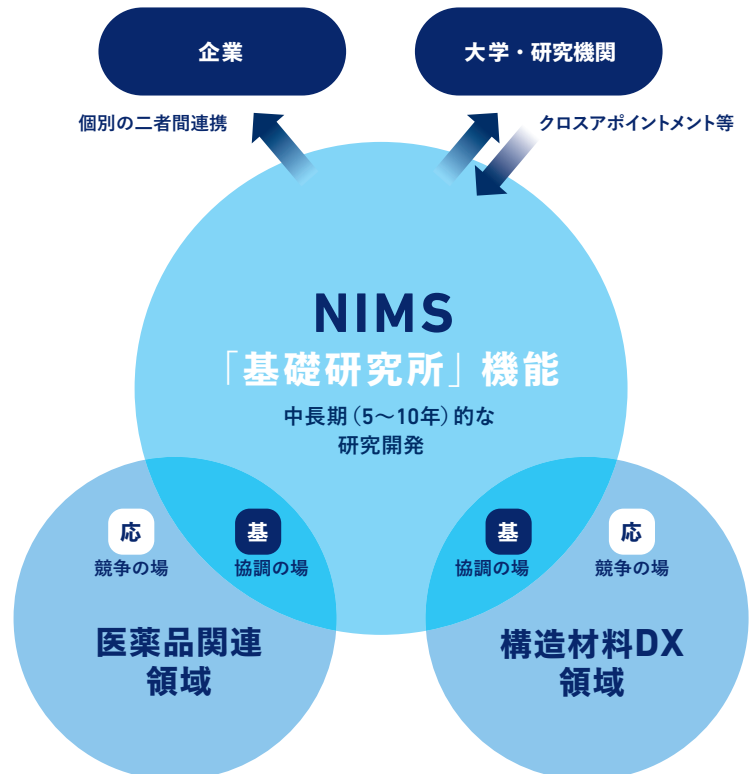 企業
大学・研究機関
個別の二者間連携
クロスアポイントメント等
NIMS
「基礎研究所」機能
中長期（5〜10年）的な
研究開発
応
基
基
応
競争の場
協調の場
協調の場
競争の場
医薬品関連
領域
構造材料DX
領域